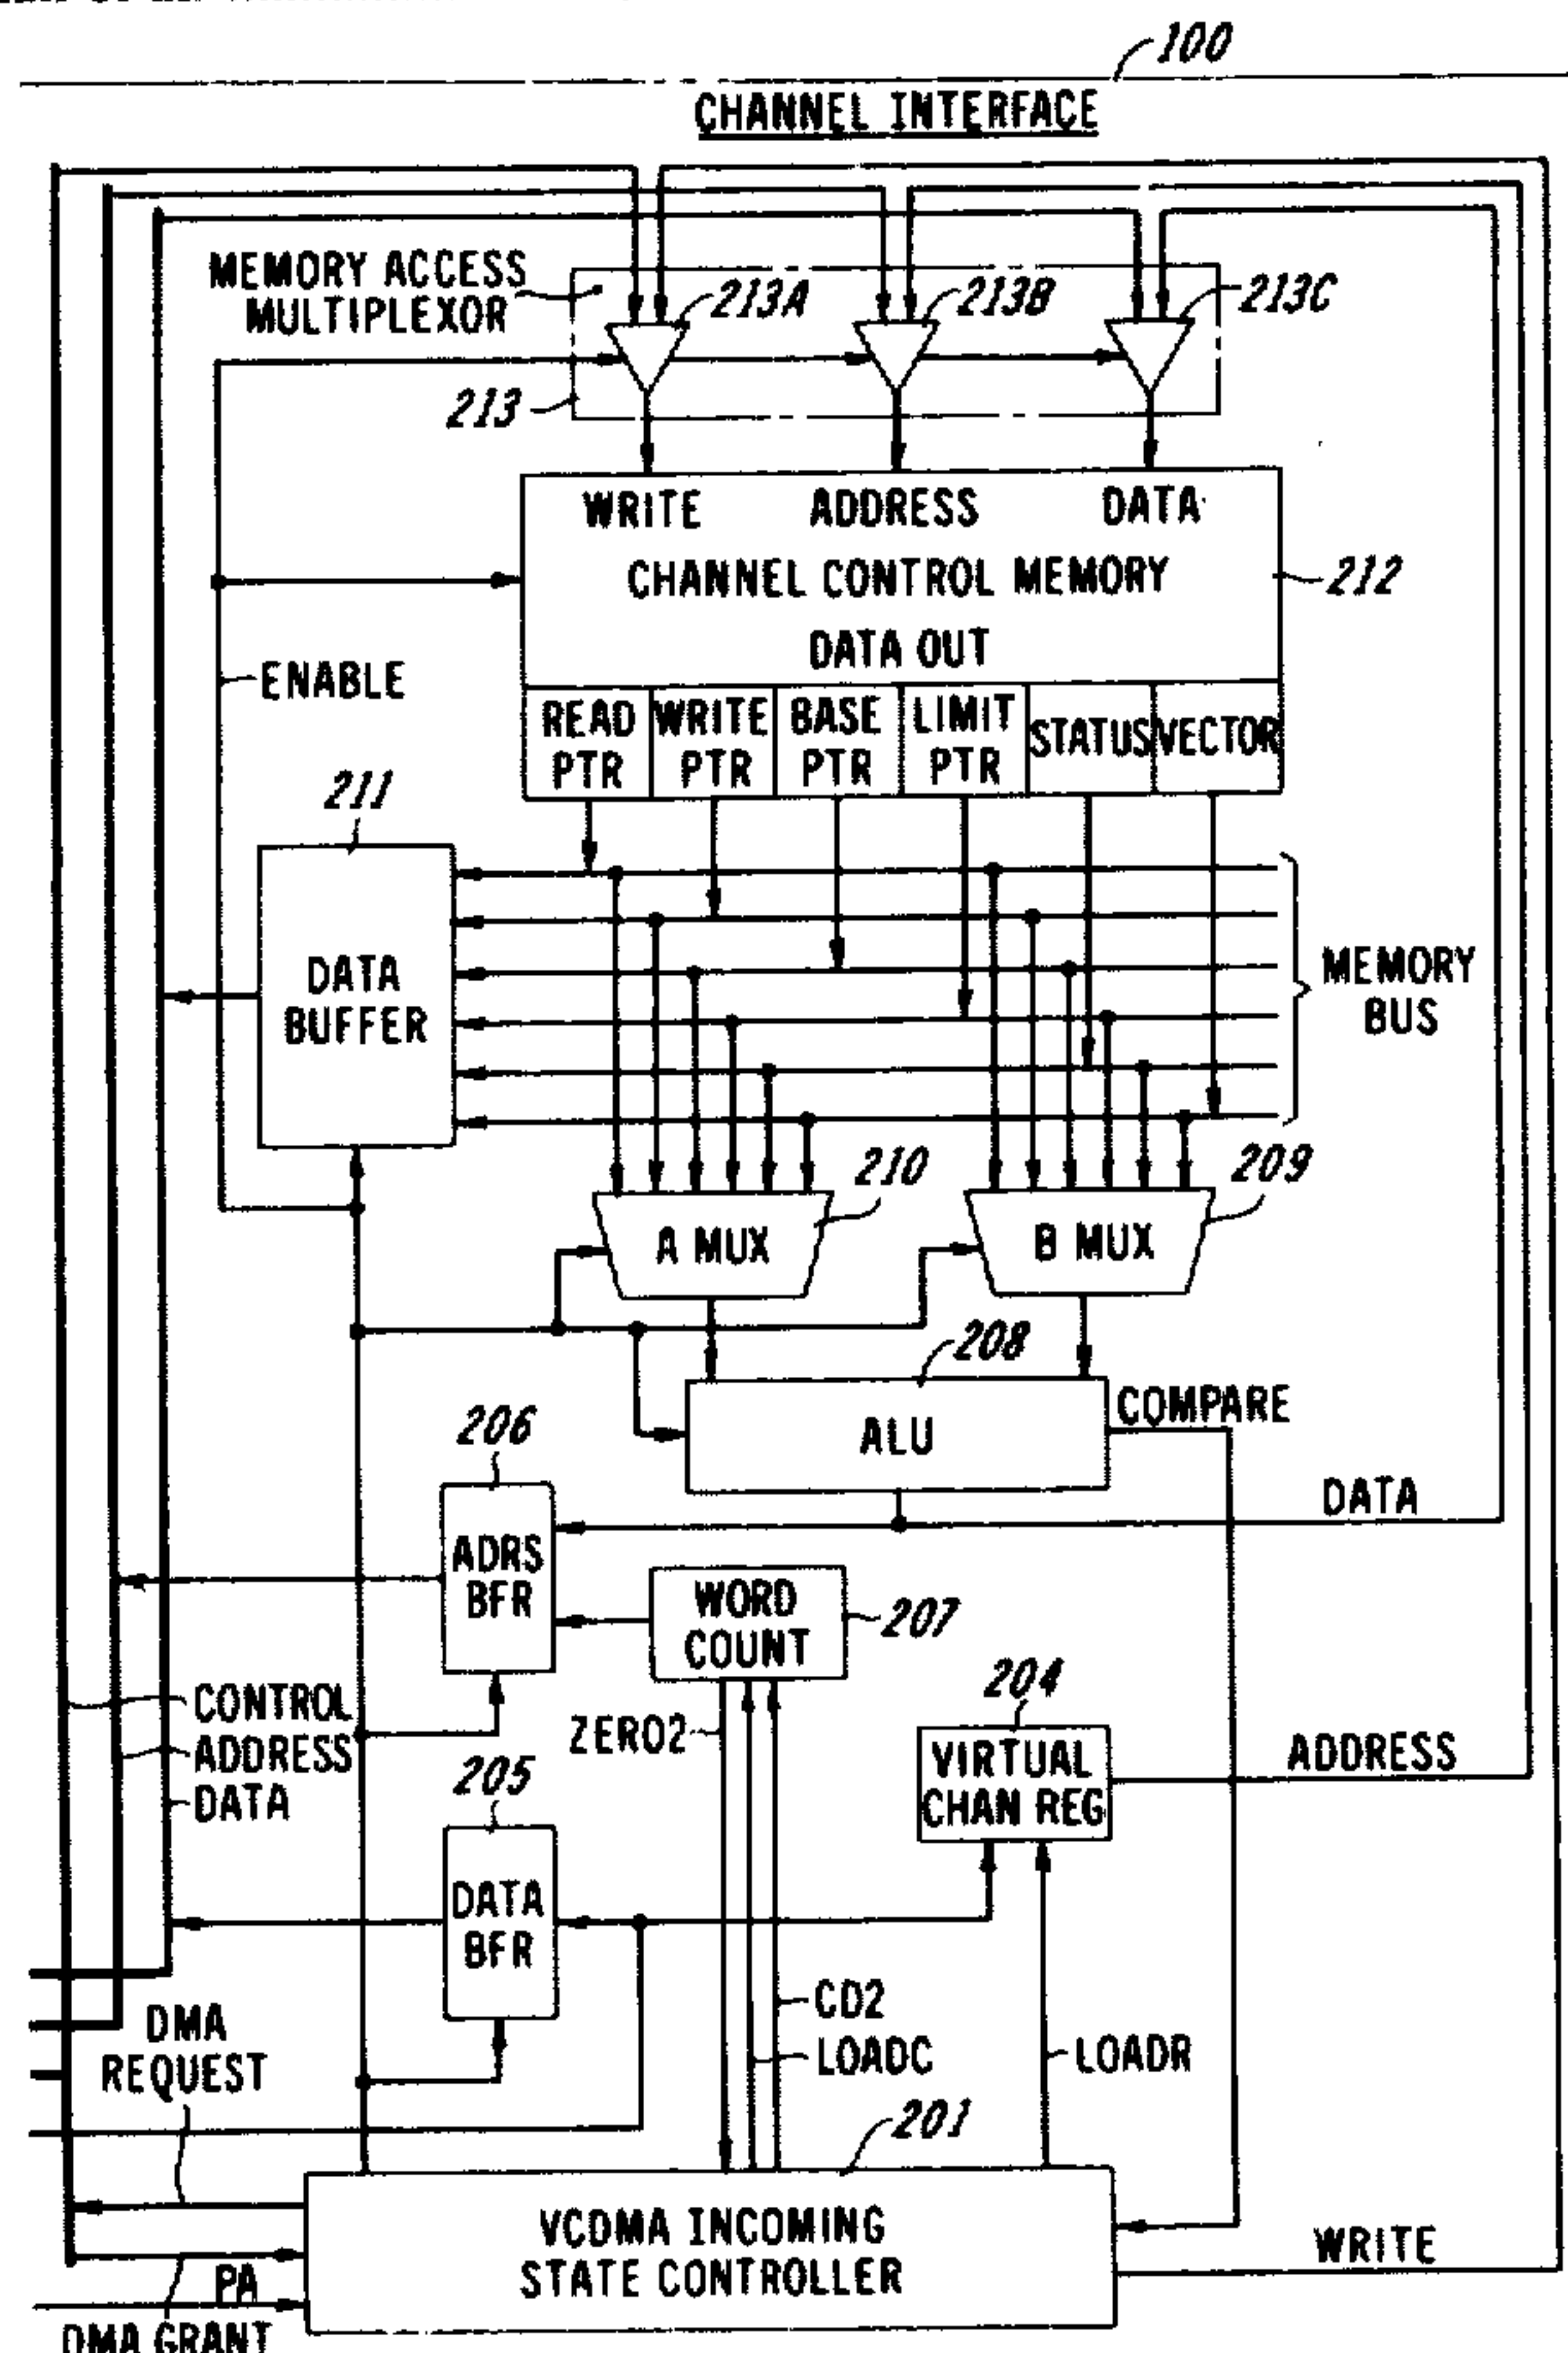 100
CHANNEL INTERFACE
MEMORY ACCESS
MULTIPLEXOR
213A
213B
213C
213
WRITE ADDRESS DATA
CHANNEL CONTROL MEMORY
212
DATA OUT
ENABLE
READ PTR
WRITE PTR
BASE PTR
LIMIT PTR
STATUS
VECTOR
211
DATA
BUFFER
MEMORY
BUS
210
209
A MUX
B MUX
208
COMPARE
206
ALU
DATA
ADRS
BFR
WORD
COUNT
207
204
CONTROL
ZERO2
ADDRESS
VIRTUAL
CHAN REG
ADDRESS
205
DATA
DATA
BFR
CD2
DMA
REQUEST
LOADC
LOADR
201
VCDMA INCOMING
STATE CONTROLLER
WRITE
PA
DMA GRANT